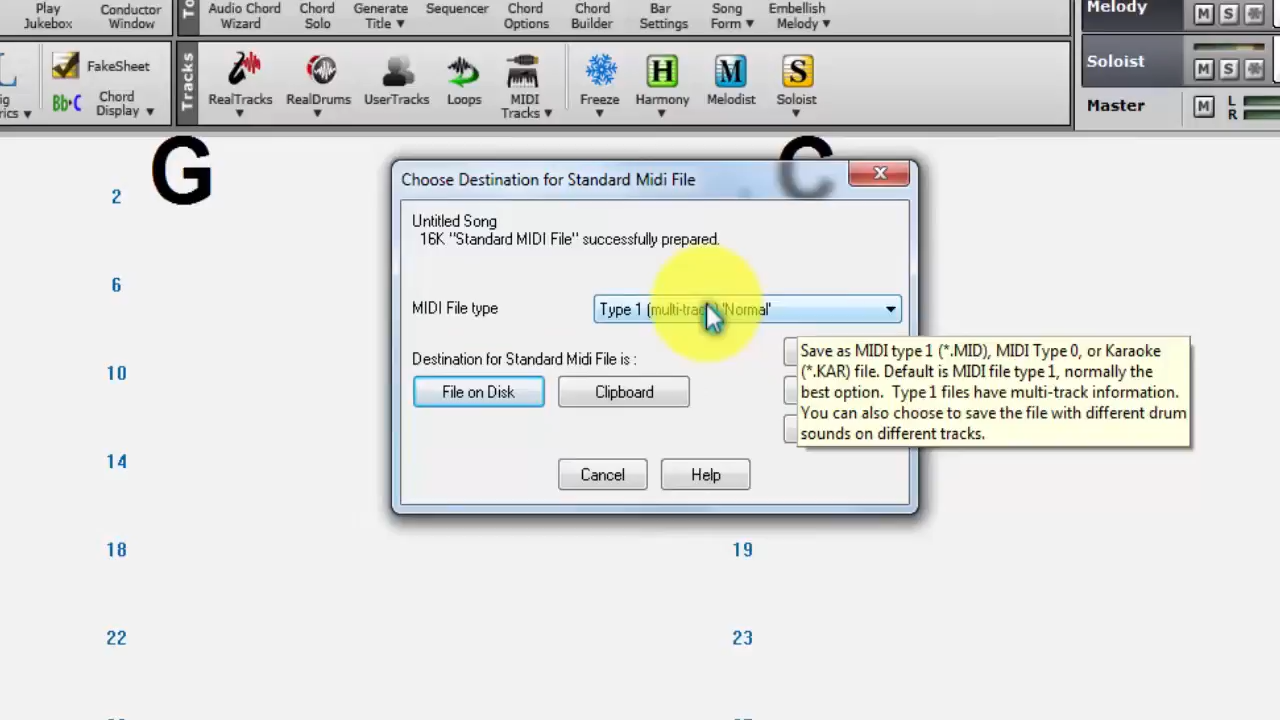 Play
Jukebox
Conductor
Window
Audio Chord
Wizard
Chord
Solo
Generate
Title
Sequencer
Chord
Options
Chord
Builder
Bar
Settings
Song
Form
Embellish
Melody
Melody
M S
FakeSheet
Bb•C
Chord
Display
Tracks
RealTracks
RealDrums
UserTracks
Loops
MIDI
Tracks
Freeze
H
Harmony
M
Melodist
S
Soloist
Soloist
M S
Master
M
L
R
G
C
2
6
10
14
18
19
22
23
Choose Destination for Standard Midi File
Untitled Song
16K "Standard MIDI File" successfully prepared.
MIDI File type
Type 1 (multi-track) 'Normal'
Destination for Standard Midi File is :
File on Disk
Clipboard
Cancel
Help
Save as MIDI type 1 (*.MID), MIDI Type 0, or Karaoke
(*.KAR) file. Default is MIDI file type 1, normally the
best option. Type 1 files have multi-track information.
You can also choose to save the file with different drum
sounds on different tracks.